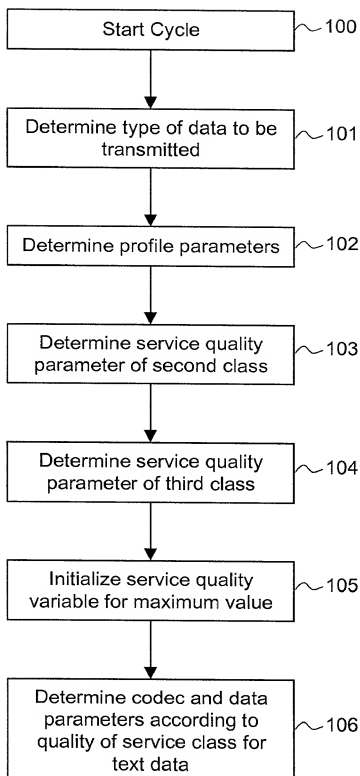 Start Cycle
100
Determine type of data to be
transmitted
101
Determine profile parameters
102
Determine service quality
parameter of second class
103
Determine service quality
parameter of third class
104
Initialize service quality
variable for maximum value
105
Determine codec and data
parameters according to
quality of service class for
text data
106